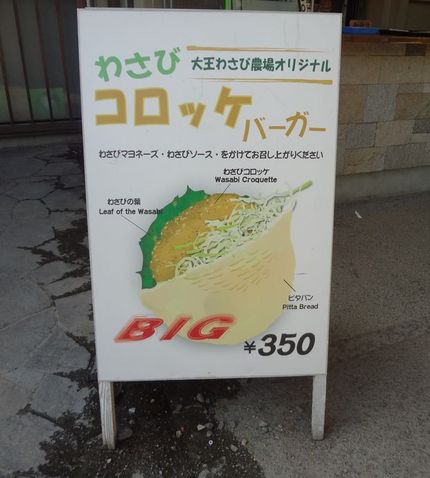 わさび
大王わさび農場オリジナル
コロッケ
バーガー
わさびマヨネーズ・わさびソース・をかけてお召し上がりください
わさびコロッケ
Wasabi Croquette
わさびの葉
Leaf of the Wasabi
ピタパン
Pitta Bread
BIG
¥350